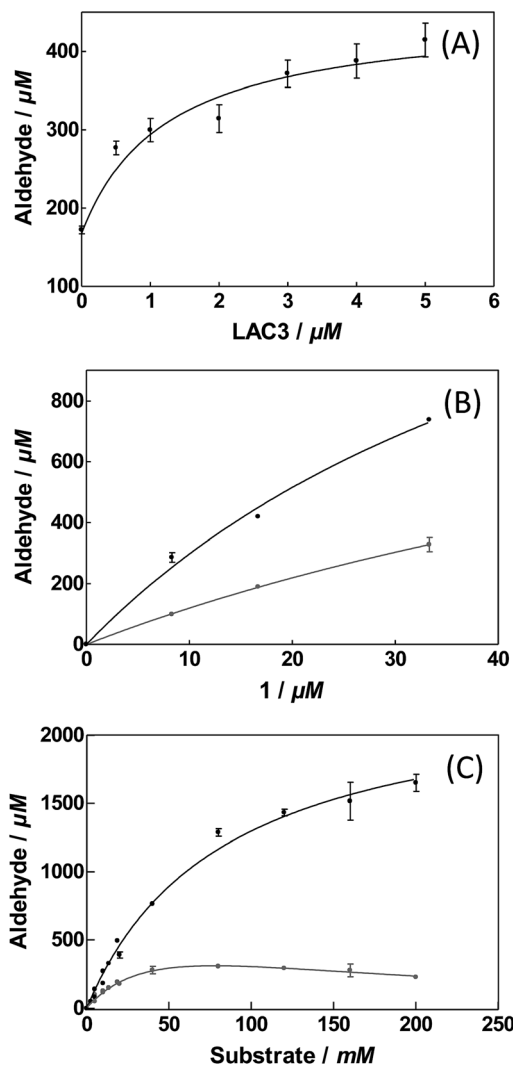 (A)
Aldehyde / µM
400
300
200
100
0 1 2 3 4 5 6
LAC3 / µM
(B)
Aldehyde / µM
800
600
400
200
0
0 10 20 30 40
1 / µM
(C)
Aldehyde / µM
2000
1500
1000
500
0
0 50 100 150 200 250
Substrate / mM